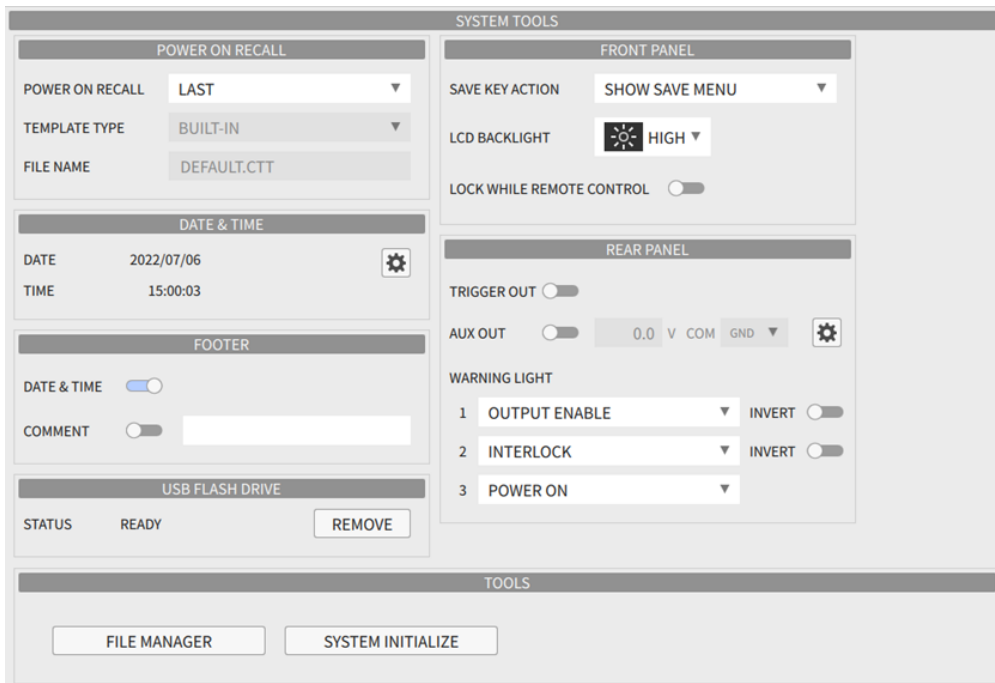 SYSTEM TOOLS
POWER ON RECALL
POWER ON RECALL LAST
TEMPLATE TYPE BUILT-IN
FILE NAME DEFAULT.CTT
DATE & TIME
DATE 2022/07/06
TIME 15:00:03
FOOTER
DATE & TIME
COMMENT
USB FLASH DRIVE
STATUS READY REMOVE
FRONT PANEL
SAVE KEY ACTION SHOW SAVE MENU
LCD BACKLIGHT HIGH
LOCK WHILE REMOTE CONTROL
REAR PANEL
TRIGGER OUT
AUX OUT 0.0 V COM GND
WARNING LIGHT
1 OUTPUT ENABLE INVERT
2 INTERLOCK INVERT
3 POWER ON
TOOLS
FILE MANAGER SYSTEM INITIALIZE